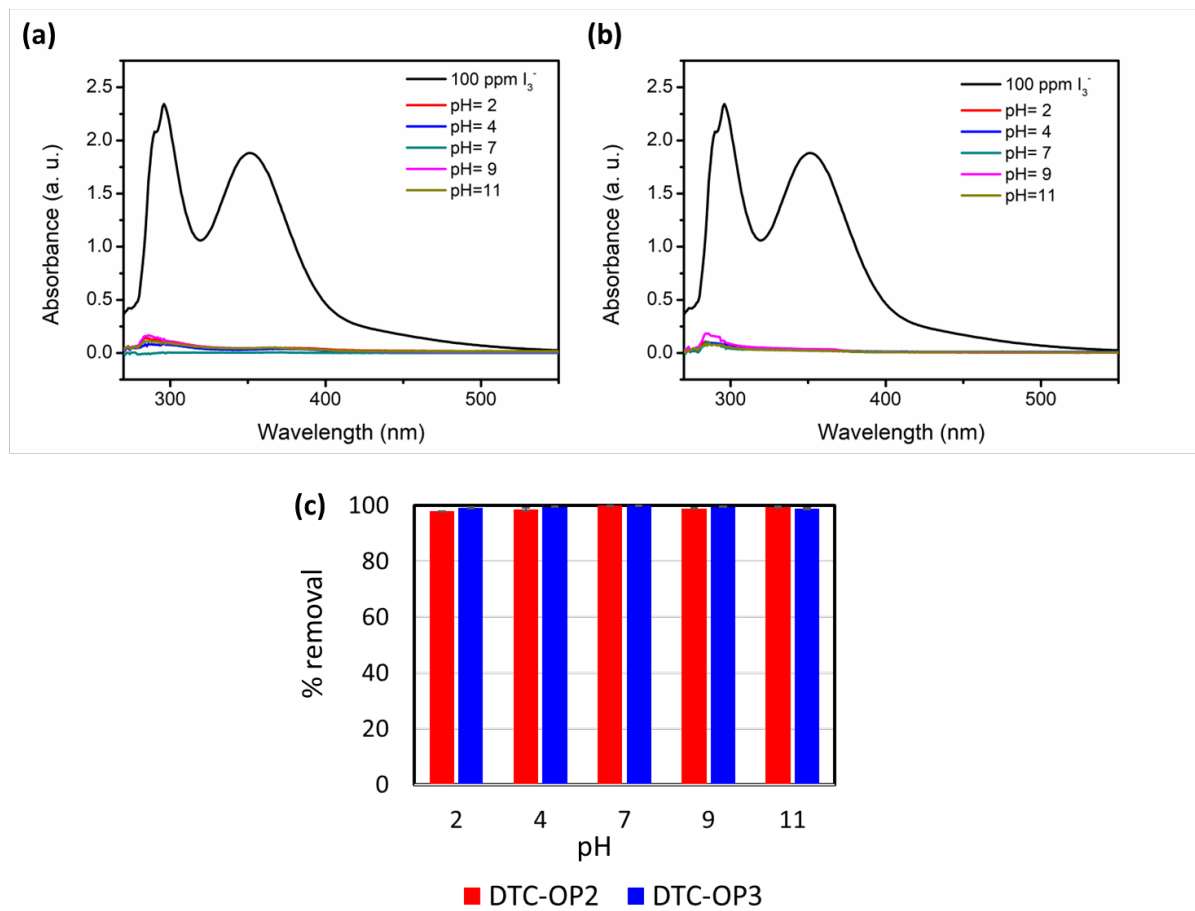 (a)
2.5
2.0
1.5
1.0
0.5
0.0
Absorbance (a. u.)
300 400 500
Wavelength (nm)
100 ppm I₃⁻
pH= 2
pH= 4
pH= 7
pH= 9
pH=11
(b)
2.5
2.0
1.5
1.0
0.5
0.0
Absorbance (a. u.)
300 400 500
Wavelength (nm)
100 ppm I₃⁻
pH= 2
pH= 4
pH= 7
pH= 9
pH=11
(c)
100
80
60
40
20
0
% removal
2 4 7 9 11
pH
DTC-OP2 DTC-OP3